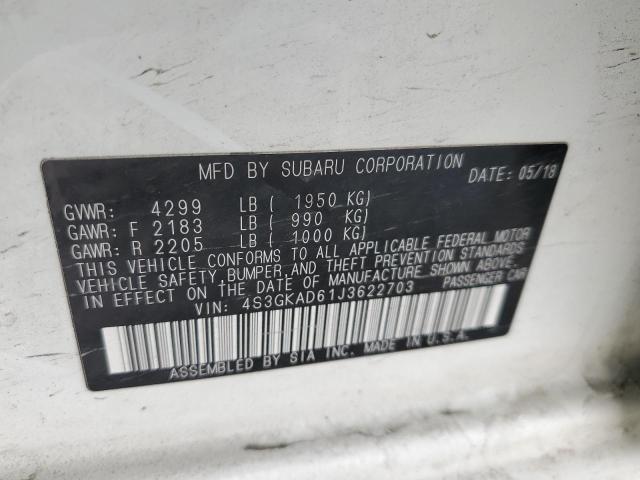 MFD BY SUBARU CORPORATION DATE: 05/18
GVWR: 4299 LB ( 1950 KG)
GAWR: F 2183 LB ( 990 KG)
GAWR: R 2205 LB ( 1000 KG)
THIS VEHICLE CONFORMS TO ALL APPLICABLE FEDERAL MOTOR
VEHICLE SAFETY, BUMPER, AND THEFT PREVENTION STANDARDS
IN EFFECT ON THE DATE OF MANUFACTURE SHOWN ABOVE.
VIN: 4S3GKAD61J3622703 PASSENGER CAR
ASSEMBLED BY SIA INC. MADE IN U.S.A.